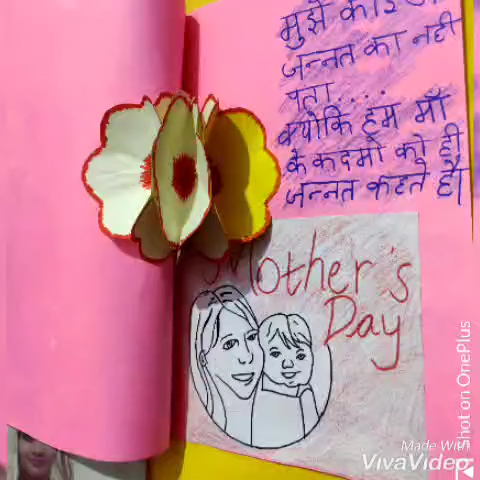 मुझे
जन्नत का नही
पता....
क्योकि हम माँ
के कदमो को ही
जन्नत कहते है।
Mother's
Day
Shot on OnePlus
Made With
VivaVideo